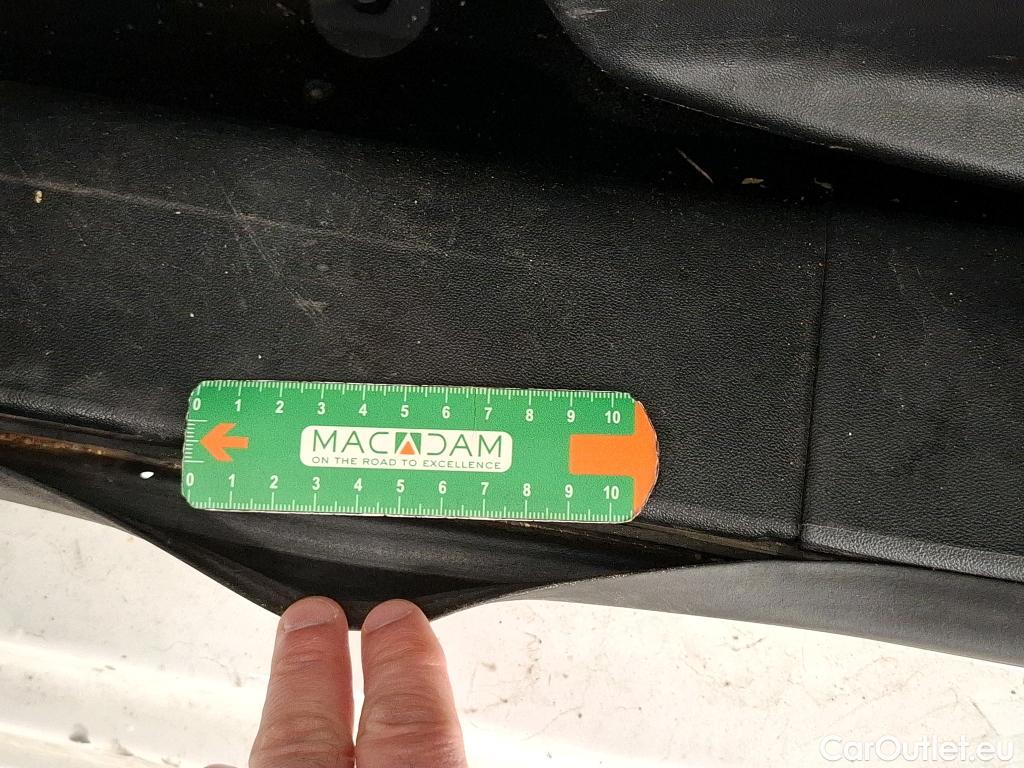 0 1 2 3 4 5 6 7 8 9 10
MACADAM
ON THE ROAD TO EXCELLENCE
0 1 2 3 4 5 6 7 8 9 10
CarOutlet.eu